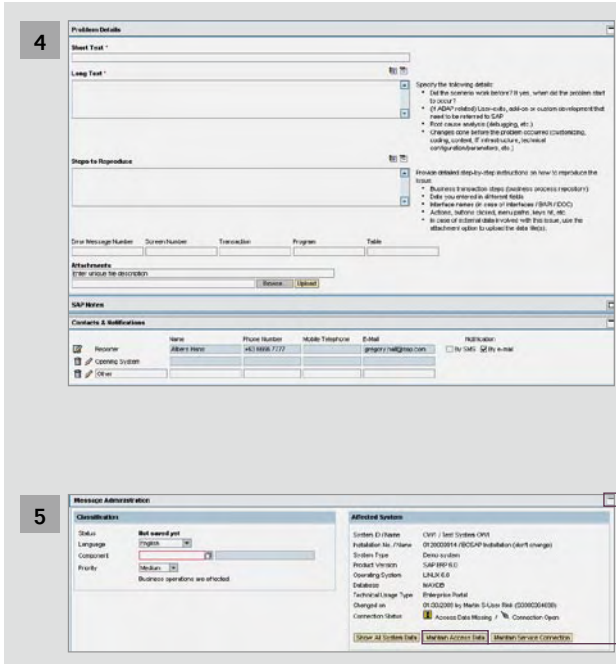 4
Problem Details
Short Text *
Long Text *
Specify the following details:
• Did the scenario work before? If yes, when did the problem start
to occur?
• (If ABAP related) User-exits, add-on or custom development that
need to be referred to SAP
• Root cause analysis (debugging, etc.)
• Changes done before the problem occurred (customizing,
coding, content, IT infrastructure, technical
configuration/parameters, etc.)
Steps to Reproduce
Provide detailed step-by-step instructions on how to reproduce the
issue:
• Business transaction steps (business process repository)
• Data you entered in different fields
• Interface names (in case of interfaces / BAPI / IDOC)
• Actions, buttons clicked, menu paths, keys hit, etc.
• In case of external data involved with this issue, use the
attachment option to upload the data file(s).
Error Message Number Screen Number Transaction Program Table
Attachments
Enter unique file description
Browse... Upload
SAP Notes
Contacts & Notifications
Name Phone Number Mobile Telephone E-Mail Notification
Reporter By SMS By e-mail
Opening System
Other
5
Message Administration
Classification
Status Not saved yet
Language English
Component
Priority Medium
Business operations are affected
Affected System
System ID / Name
Installation No. / Name
System Type Demo system
Product Version SAP ERP 6.0
Operating System LINUX 6.6
Database MAXDB
Technical Usage Type Enterprise Portal
Changed on
Connection Status Access Data Missing / Connection Open
Show All System Data Maintain Access Data Maintain Service Connection